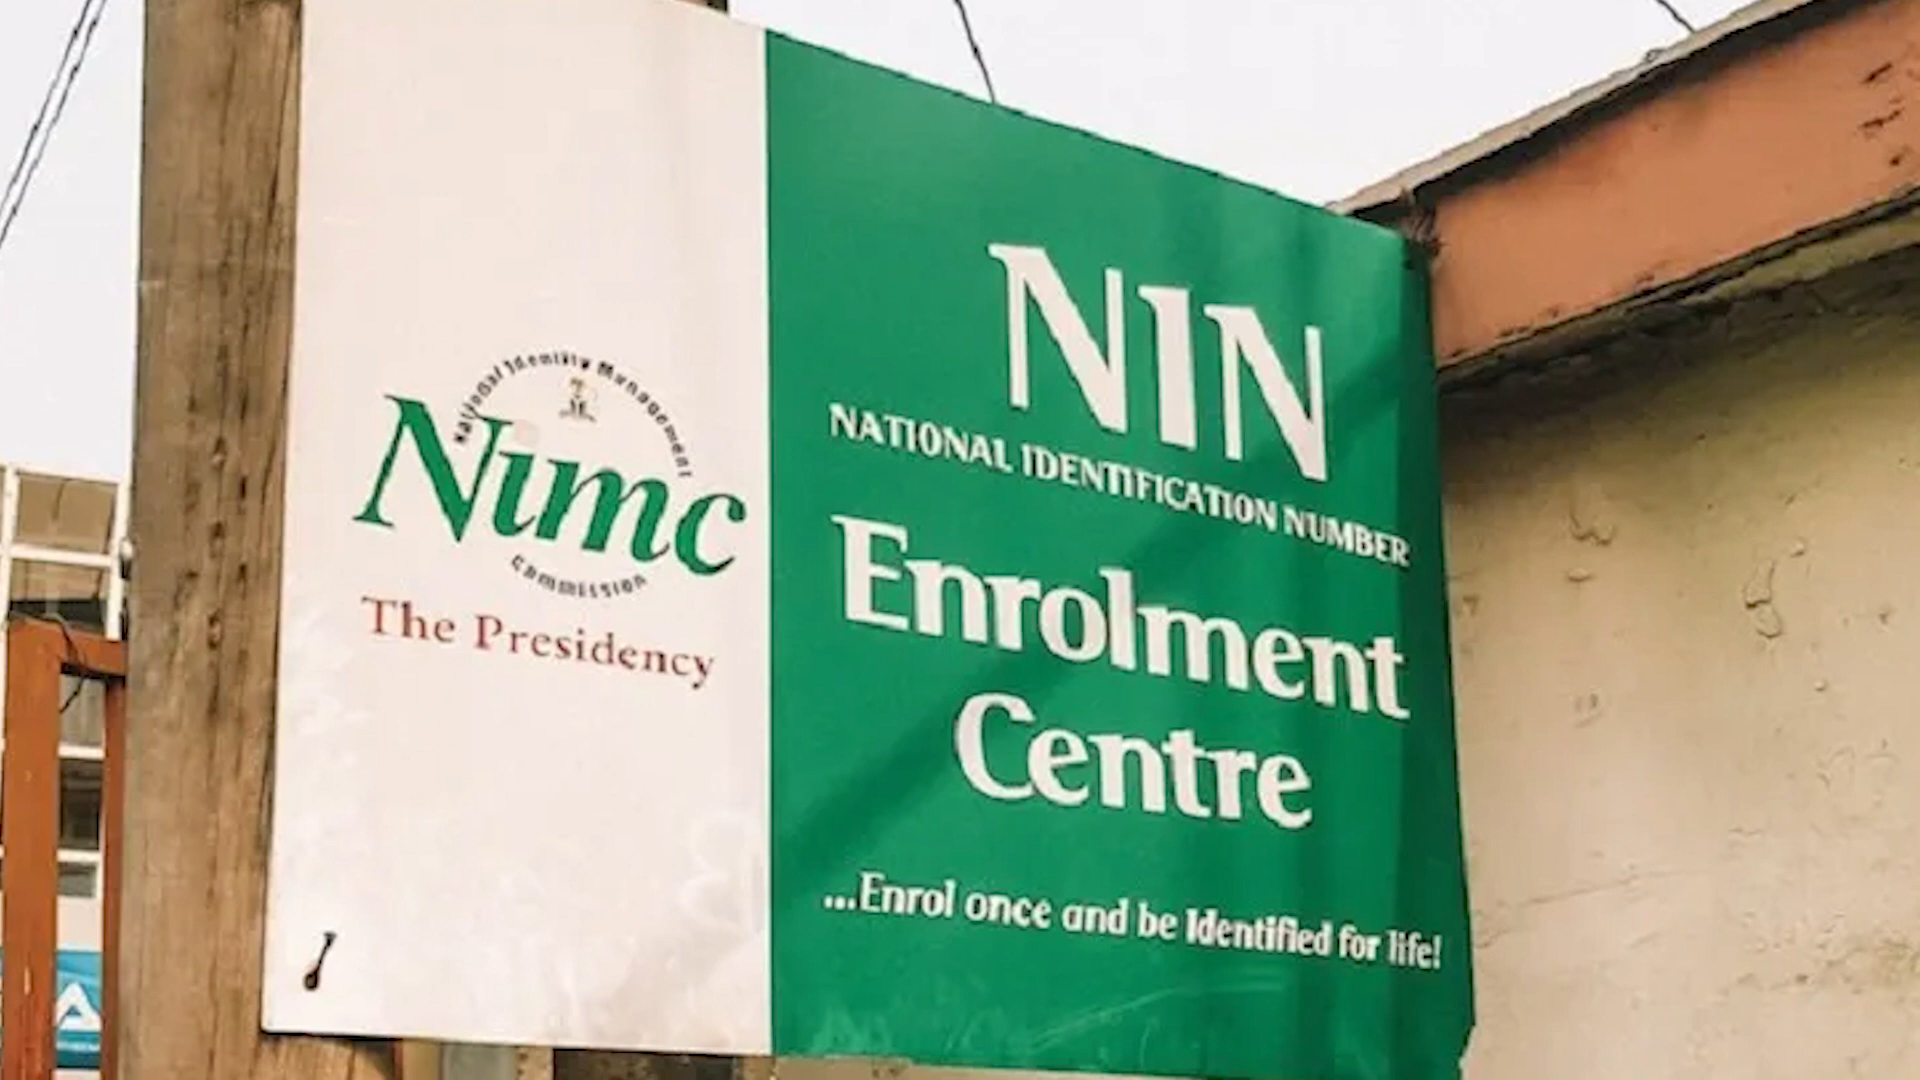 National Identity Management
Nimc
Commission
The Presidency
NIN
NATIONAL IDENTIFICATION NUMBER
Enrolment
Centre
...Enrol once and be Identified for life!
A